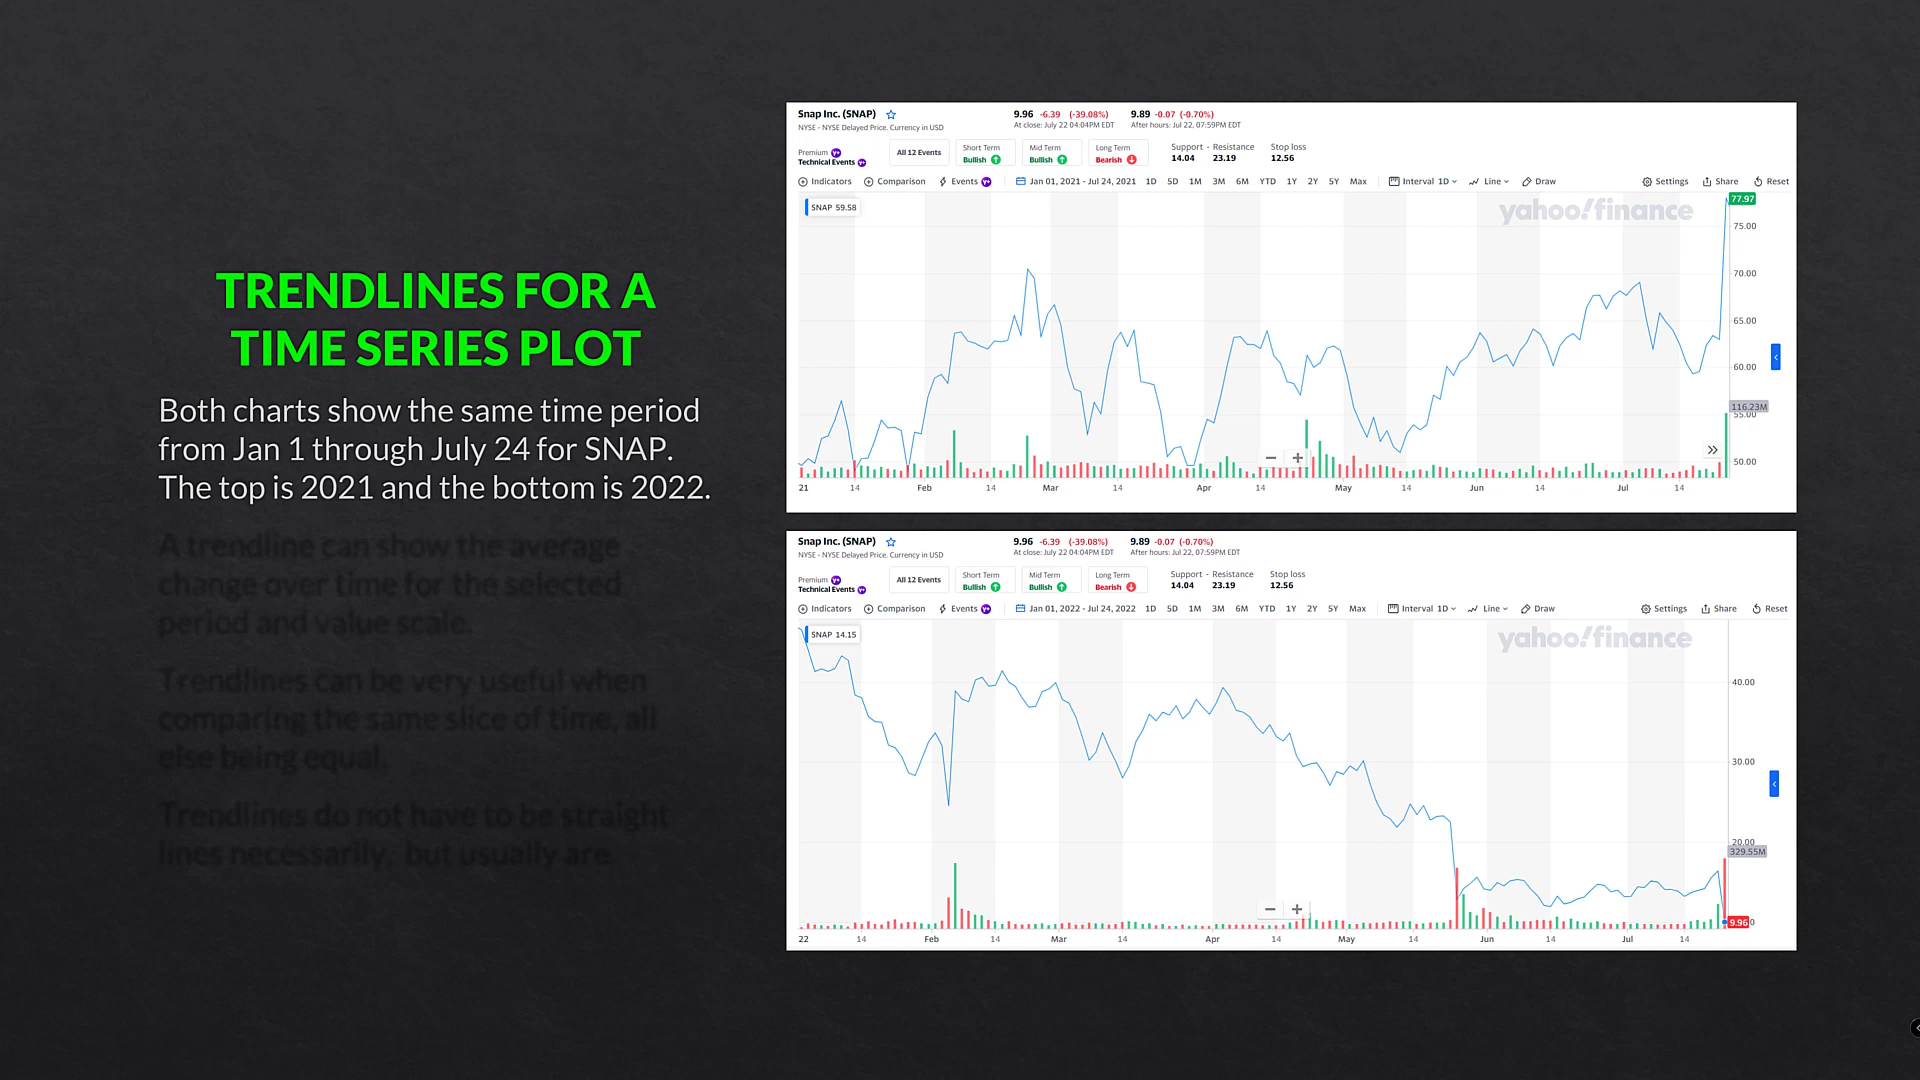 TRENDLINES FOR A
TIME SERIES PLOT
Both charts show the same time period
from Jan 1 through July 24 for SNAP.
The top is 2021 and the bottom is 2022.
A trendline can show the average
change over time for the selected
period and value scale.
Trendlines can be very useful when
comparing the same slice of time, all
else being equal.
Trendlines do not have to be straight
lines necessarily, but usually are.
Snap Inc. (SNAP)
NYSE - NYSE Delayed Price. Currency in USD
9.96 -6.39 (-39.08%)
At close: July 22 04:04PM EDT
9.89 -0.07 (-0.70%)
After hours: Jul 22, 07:59PM EDT
Premium Y+
Technical Events Y+
All 12 Events
Short Term
Bullish
Mid Term
Bullish
Long Term
Bearish
Support - Resistance
14.04 23.19
Stop loss
12.56
Indicators Comparison Events Y+ Jan 01, 2021 - Jul 24, 2021 1D 5D 1M 3M 6M YTD 1Y 2Y 5Y Max Interval 1D Line Draw Settings Share Reset
SNAP 59.58
yahoo!finance
77.97
75.00
70.00
65.00
60.00
116.23M
55.00
50.00
21 14 Feb 14 Mar 14 Apr 14 May 14 Jun 14 Jul 14
Snap Inc. (SNAP)
NYSE - NYSE Delayed Price. Currency in USD
9.96 -6.39 (-39.08%)
At close: July 22 04:04PM EDT
9.89 -0.07 (-0.70%)
After hours: Jul 22, 07:59PM EDT
Premium Y+
Technical Events Y+
All 12 Events
Short Term
Bullish
Mid Term
Bullish
Long Term
Bearish
Support - Resistance
14.04 23.19
Stop loss
12.56
Indicators Comparison Events Y+ Jan 01, 2022 - Jul 24, 2022 1D 5D 1M 3M 6M YTD 1Y 2Y 5Y Max Interval 1D Line Draw Settings Share Reset
SNAP 14.15
yahoo!finance
40.00
30.00
20.00
329.55M
9.96
22 14 Feb 14 Mar 14 Apr 14 May 14 Jun 14 Jul 14